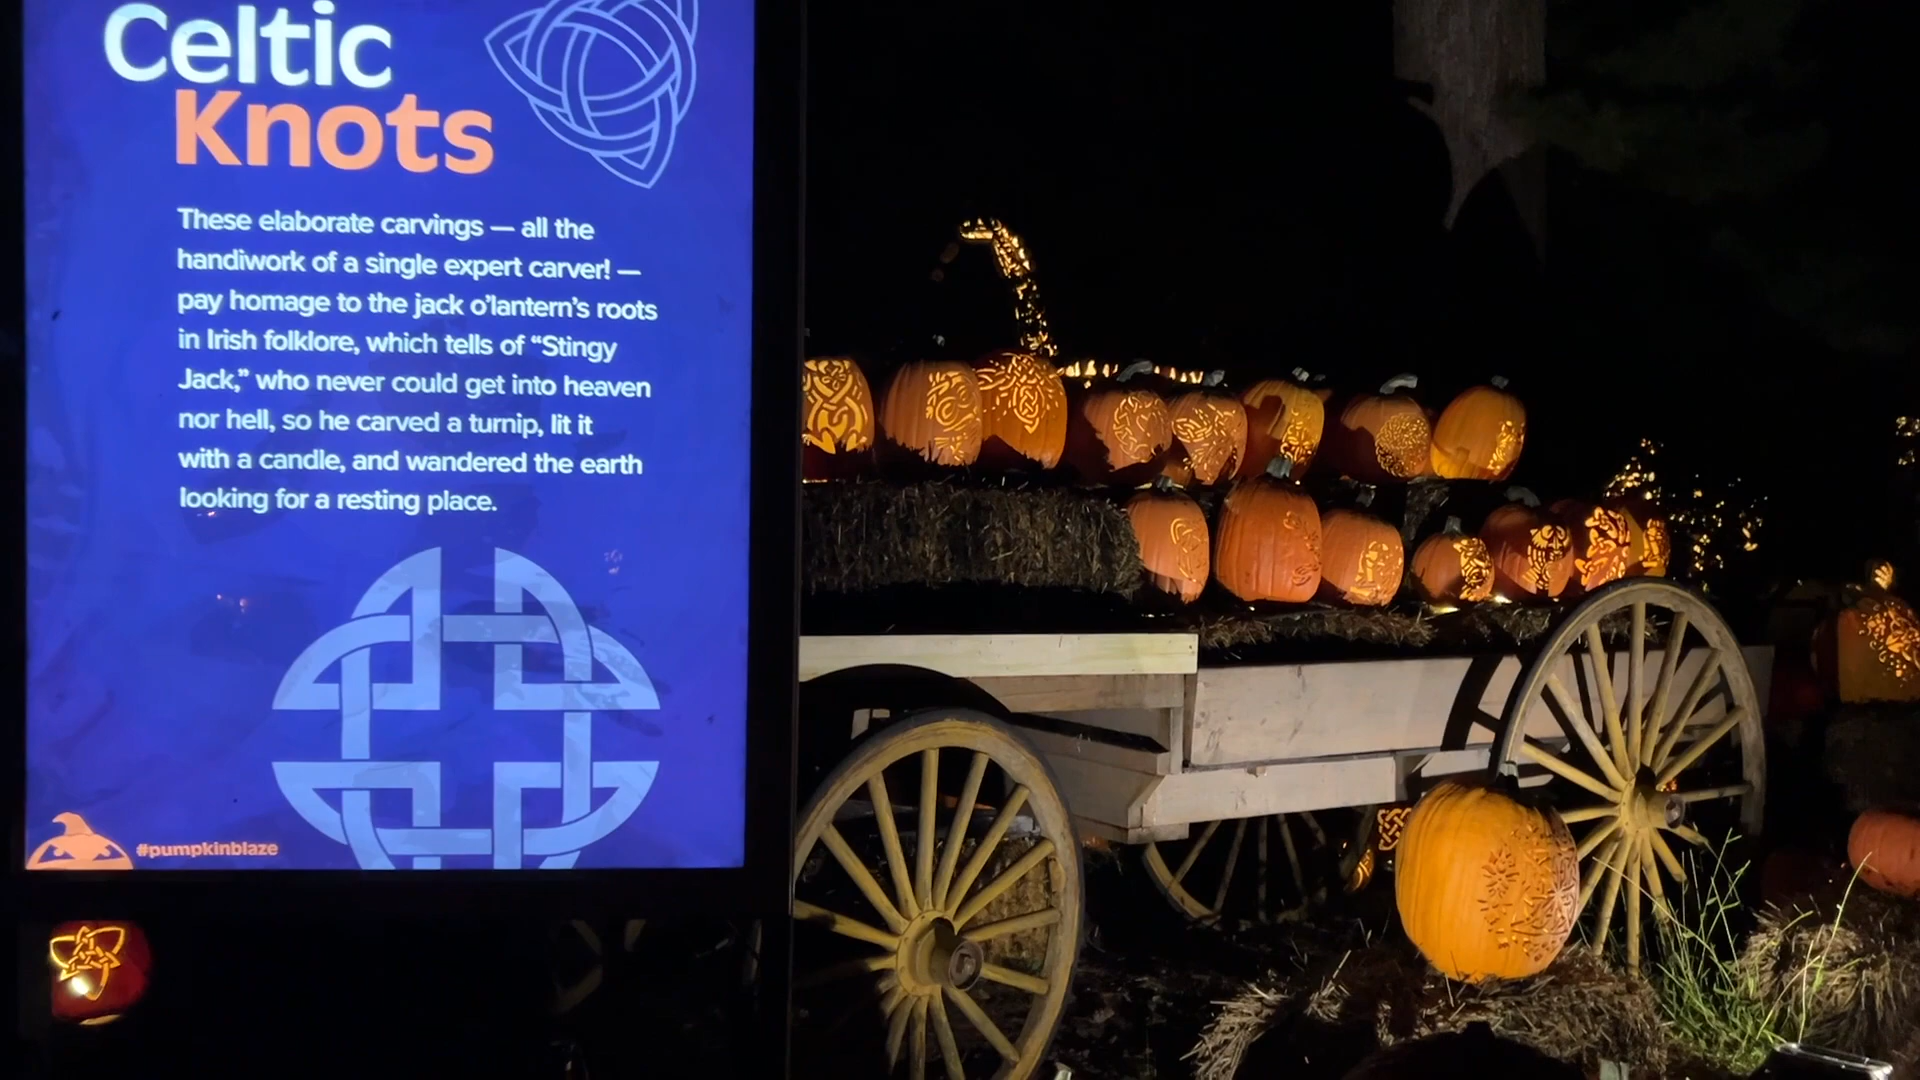 Celtic
Knots
These elaborate carvings — all the
handiwork of a single expert carver! —
pay homage to the jack o’lantern’s roots
in Irish folklore, which tells of “Stingy
Jack,” who never could get into heaven
nor hell, so he carved a turnip, lit it
with a candle, and wandered the earth
looking for a resting place.
#pumpkinblaze